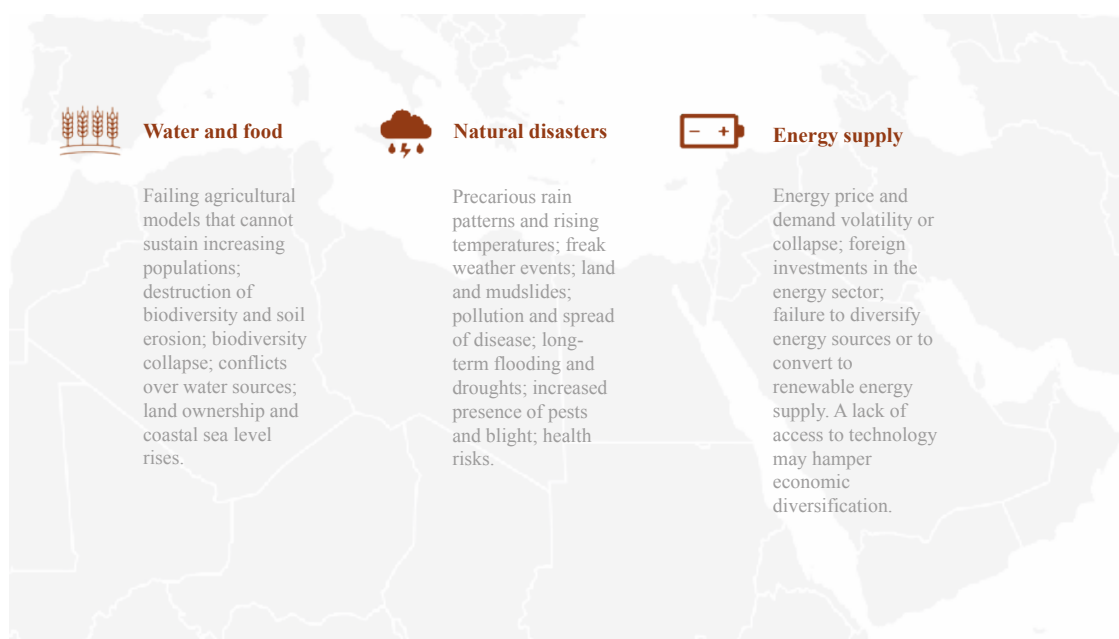 Water and food
Failing agricultural
models that cannot
sustain increasing
populations;
destruction of
biodiversity and soil
erosion; biodiversity
collapse; conflicts
over water sources;
land ownership and
coastal sea level
rises.
Natural disasters
Precarious rain
patterns and rising
temperatures; freak
weather events; land
and mudslides;
pollution and spread
of disease; long-
term flooding and
droughts; increased
presence of pests
and blight; health
risks.
Energy supply
Energy price and
demand volatility or
collapse; foreign
investments in the
energy sector;
failure to diversify
energy sources or to
convert to
renewable energy
supply. A lack of
access to technology
may hamper
economic
diversification.